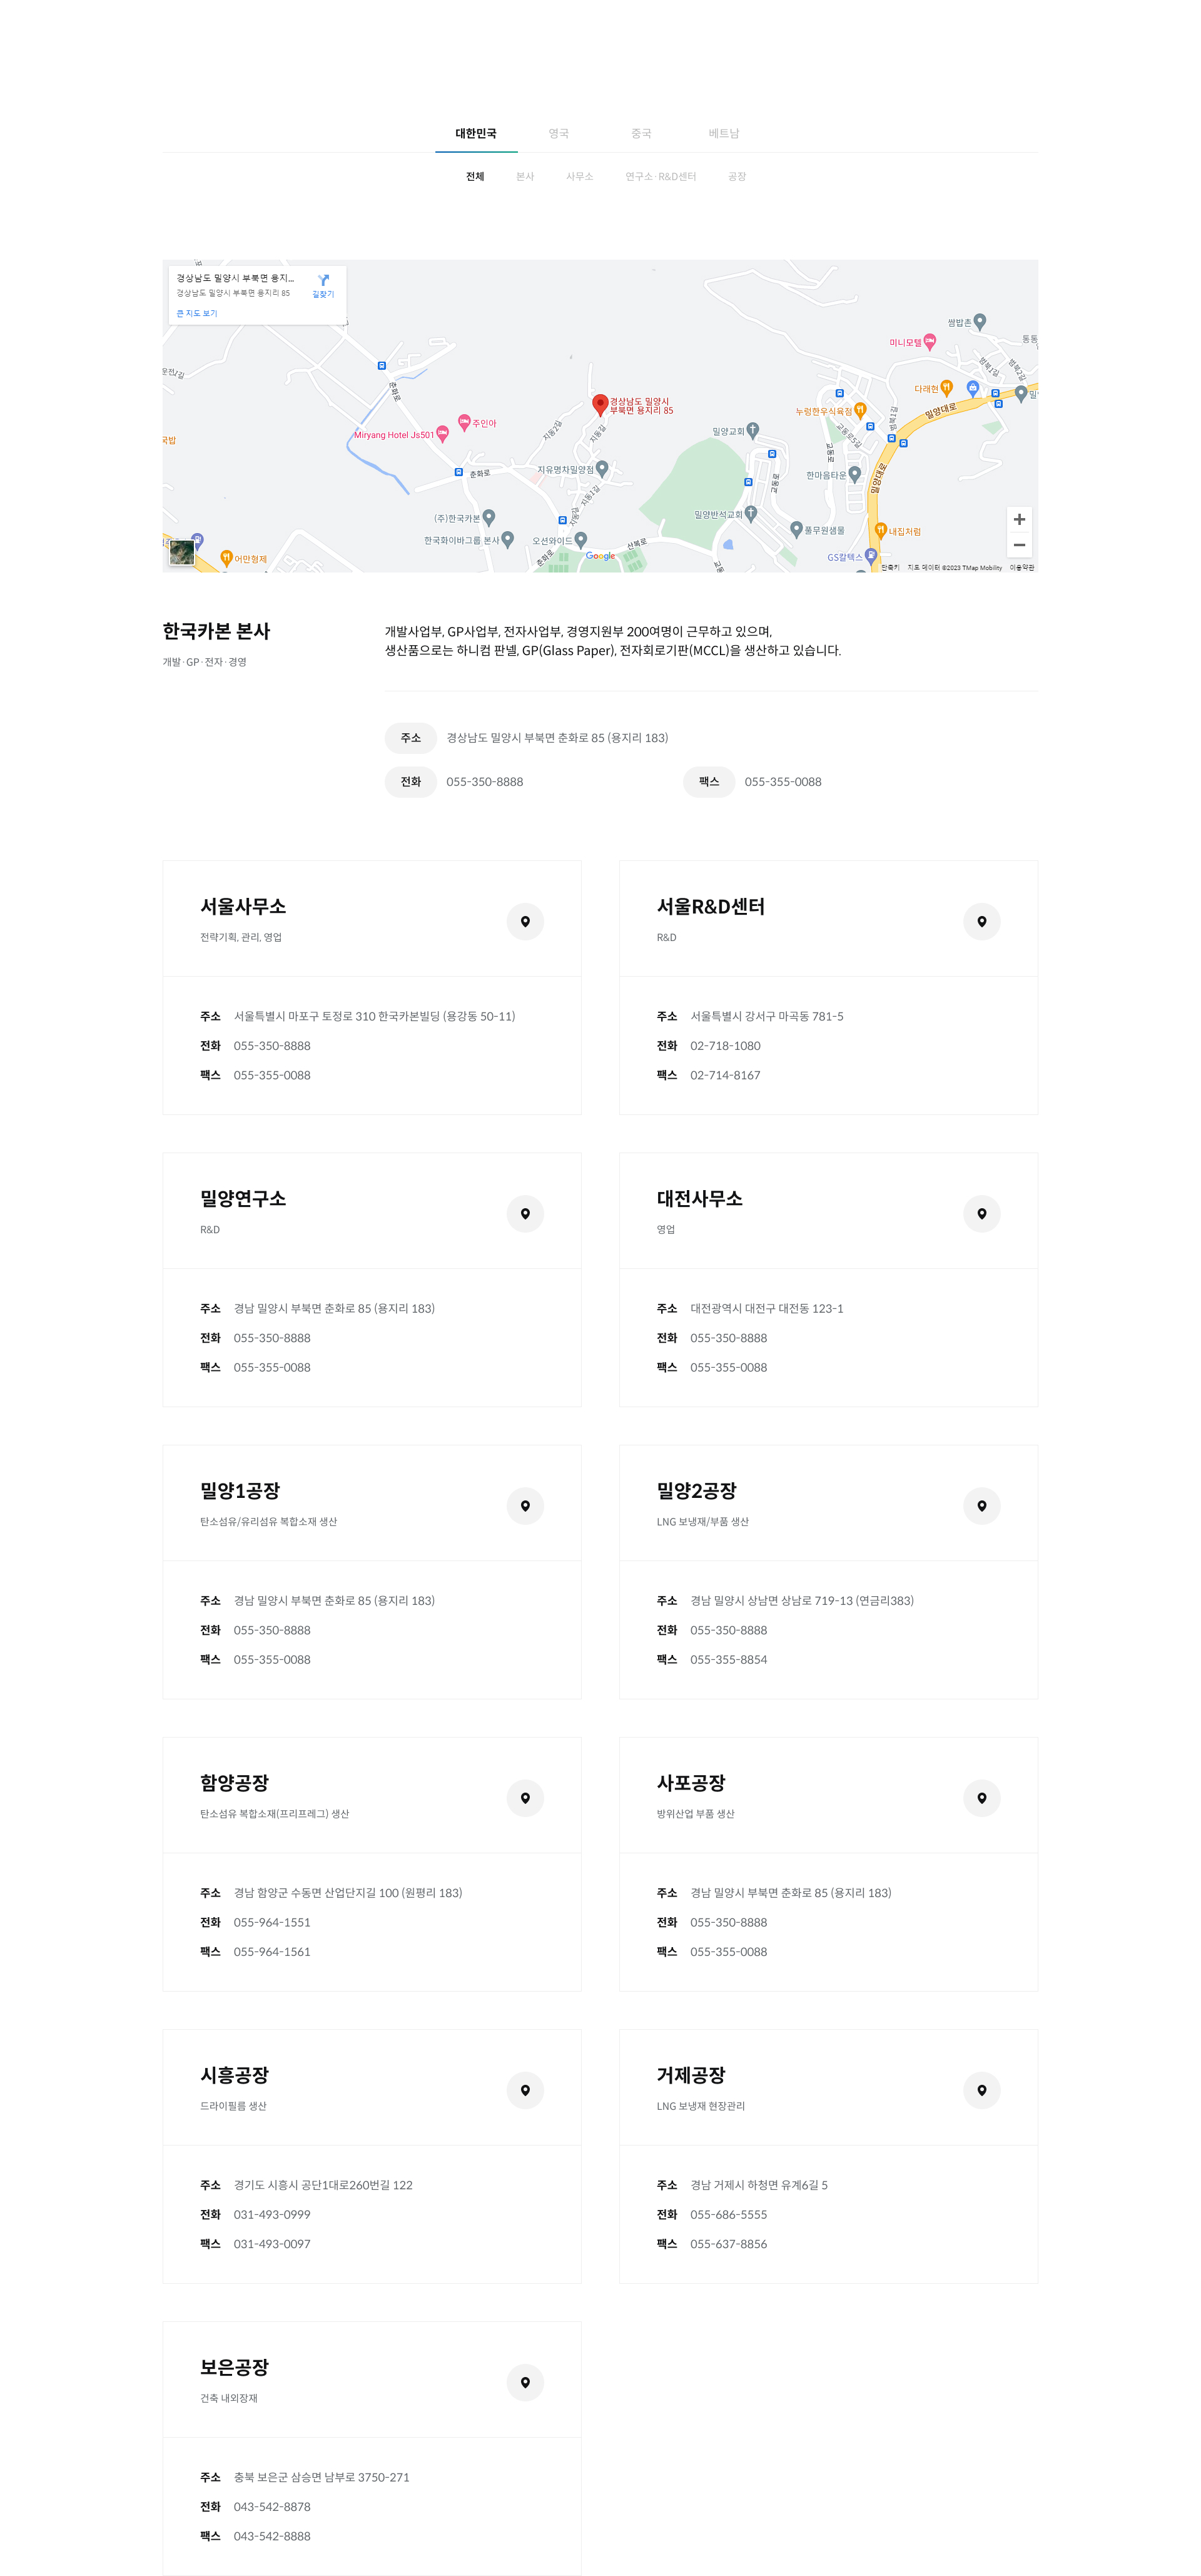 대한민국 영국 중국 베트남
전체 본사 사무소 연구소·R&D센터 공장
경상남도 밀양시 부북면 용지...
경상남도 밀양시 부북면 용지리 85
길찾기
큰 지도 보기
쌈밥촌
미니모텔
다래현
누렁한우식육점
밀양대로
경상남도 밀양시
부북면 용지리 85
주인아
Miryang Hotel Js501
춘화로
지동2길
지동길
밀양교회
국밥
지유명차밀양점
춘화로
교동로
교동로
밀양대로
한마음타운
지동1길
(주)한국카본
밀양반석교회
풀무원샘물
내집처럼
한국화이바그룹 본사
오션와이드
춘화로
Google
GS칼텍스
어만형제
단축키 지도 데이터 ©2023 TMap Mobility 이용약관
한국카본 본사
개발·GP·전자·경영
개발사업부, GP사업부, 전자사업부, 경영지원부 200여명이 근무하고 있으며,
생산품으로는 하니컴 판넬, GP(Glass Paper), 전자회로기판(MCCL)을 생산하고 있습니다.
주소 경상남도 밀양시 부북면 춘화로 85 (용지리 183)
전화 055-350-8888 팩스 055-355-0088
서울사무소
전략기획, 관리, 영업
주소 서울특별시 마포구 토정로 310 한국카본빌딩 (용강동 50-11)
전화 055-350-8888
팩스 055-355-0088
서울R&D센터
R&D
주소 서울특별시 강서구 마곡동 781-5
전화 02-718-1080
팩스 02-714-8167
밀양연구소
R&D
주소 경남 밀양시 부북면 춘화로 85 (용지리 183)
전화 055-350-8888
팩스 055-355-0088
대전사무소
영업
주소 대전광역시 대전구 대전동 123-1
전화 055-350-8888
팩스 055-355-0088
밀양1공장
탄소섬유/유리섬유 복합소재 생산
주소 경남 밀양시 부북면 춘화로 85 (용지리 183)
전화 055-350-8888
팩스 055-355-0088
밀양2공장
LNG 보냉재/부품 생산
주소 경남 밀양시 상남면 상남로 719-13 (연금리383)
전화 055-350-8888
팩스 055-355-8854
함양공장
탄소섬유 복합소재(프리프레그) 생산
주소 경남 함양군 수동면 산업단지길 100 (원평리 183)
전화 055-964-1551
팩스 055-964-1561
사포공장
방위산업 부품 생산
주소 경남 밀양시 부북면 춘화로 85 (용지리 183)
전화 055-350-8888
팩스 055-355-0088
시흥공장
드라이필름 생산
주소 경기도 시흥시 공단1대로260번길 122
전화 031-493-0999
팩스 031-493-0097
거제공장
LNG 보냉재 현장관리
주소 경남 거제시 하청면 유계6길 5
전화 055-686-5555
팩스 055-637-8856
보은공장
건축 내외장재
주소 충북 보은군 삼승면 남부로 3750-271
전화 043-542-8878
팩스 043-542-8888